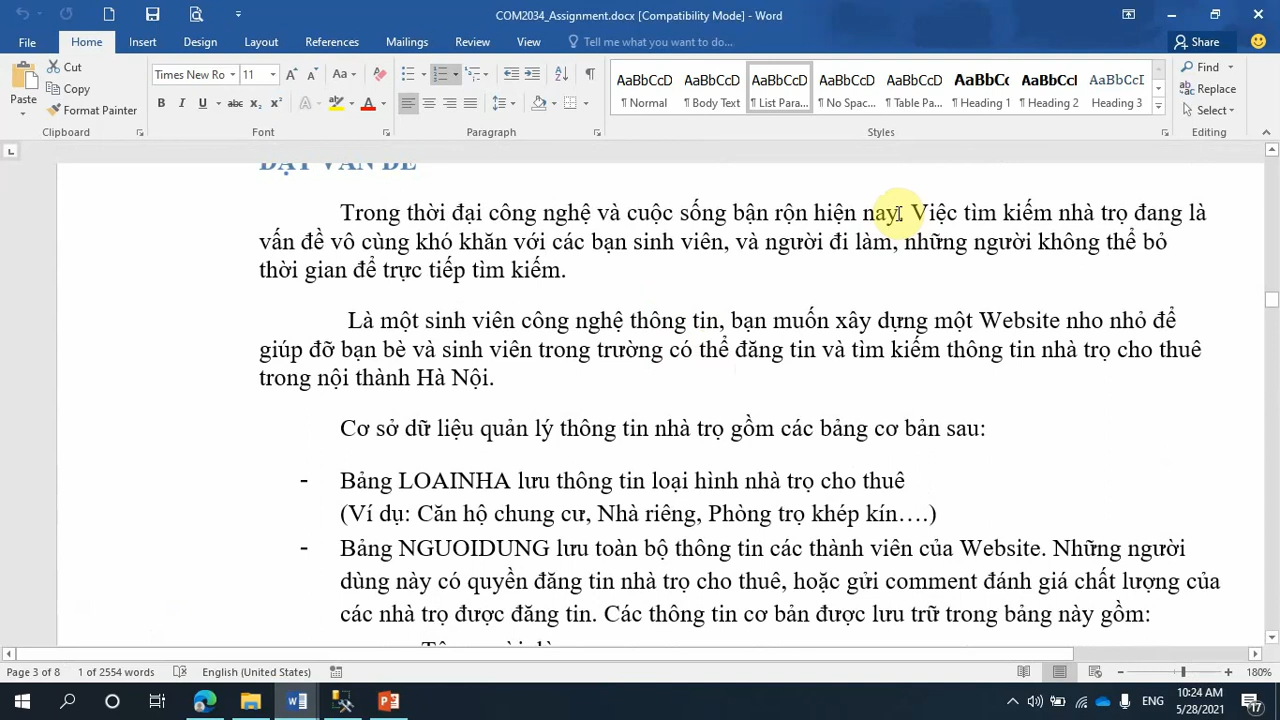 COM2034_Assignment.docx [Compatibility Mode] - Word
File Home Insert Design Layout References Mailings Review View Tell me what you want to do... Share
Paste
Cut
Copy
Format Painter
Clipboard
Times New Ro 11 Aa
B I U abc x₂ x² A ab A
Font
Paragraph
AaBbCcD AaBbCcD AaBbCcD AaBbCcD AaBbCcD AaBbCc AaBbCcI AaBbCcI
¶ Normal ¶ Body Text ¶ List Para... ¶ No Spac... ¶ Table Pa... ¶ Heading 1 ¶ Heading 2 Heading 3
Styles
Find
Replace
Select
Editing
ĐẶT VẤN ĐỀ
Trong thời đại công nghệ và cuộc sống bận rộn hiện nay. Việc tìm kiếm nhà trọ đang là
vấn đề vô cùng khó khăn với các bạn sinh viên, và người đi làm, những người không thể bỏ
thời gian để trực tiếp tìm kiếm.
Là một sinh viên công nghệ thông tin, bạn muốn xây dựng một Website nho nhỏ để
giúp đỡ bạn bè và sinh viên trong trường có thể đăng tin và tìm kiếm thông tin nhà trọ cho thuê
trong nội thành Hà Nội.
Cơ sở dữ liệu quản lý thông tin nhà trọ gồm các bảng cơ bản sau:
- Bảng LOAINHA lưu thông tin loại hình nhà trọ cho thuê
(Ví dụ: Căn hộ chung cư, Nhà riêng, Phòng trọ khép kín….)
- Bảng NGUOIDUNG lưu toàn bộ thông tin các thành viên của Website. Những người
dùng này có quyền đăng tin nhà trọ cho thuê, hoặc gửi comment đánh giá chất lượng của
các nhà trọ được đăng tin. Các thông tin cơ bản được lưu trữ trong bảng này gồm:
Page 3 of 8 1 of 2554 words English (United States) 180%
ENG 10:24 AM
5/28/2021 17